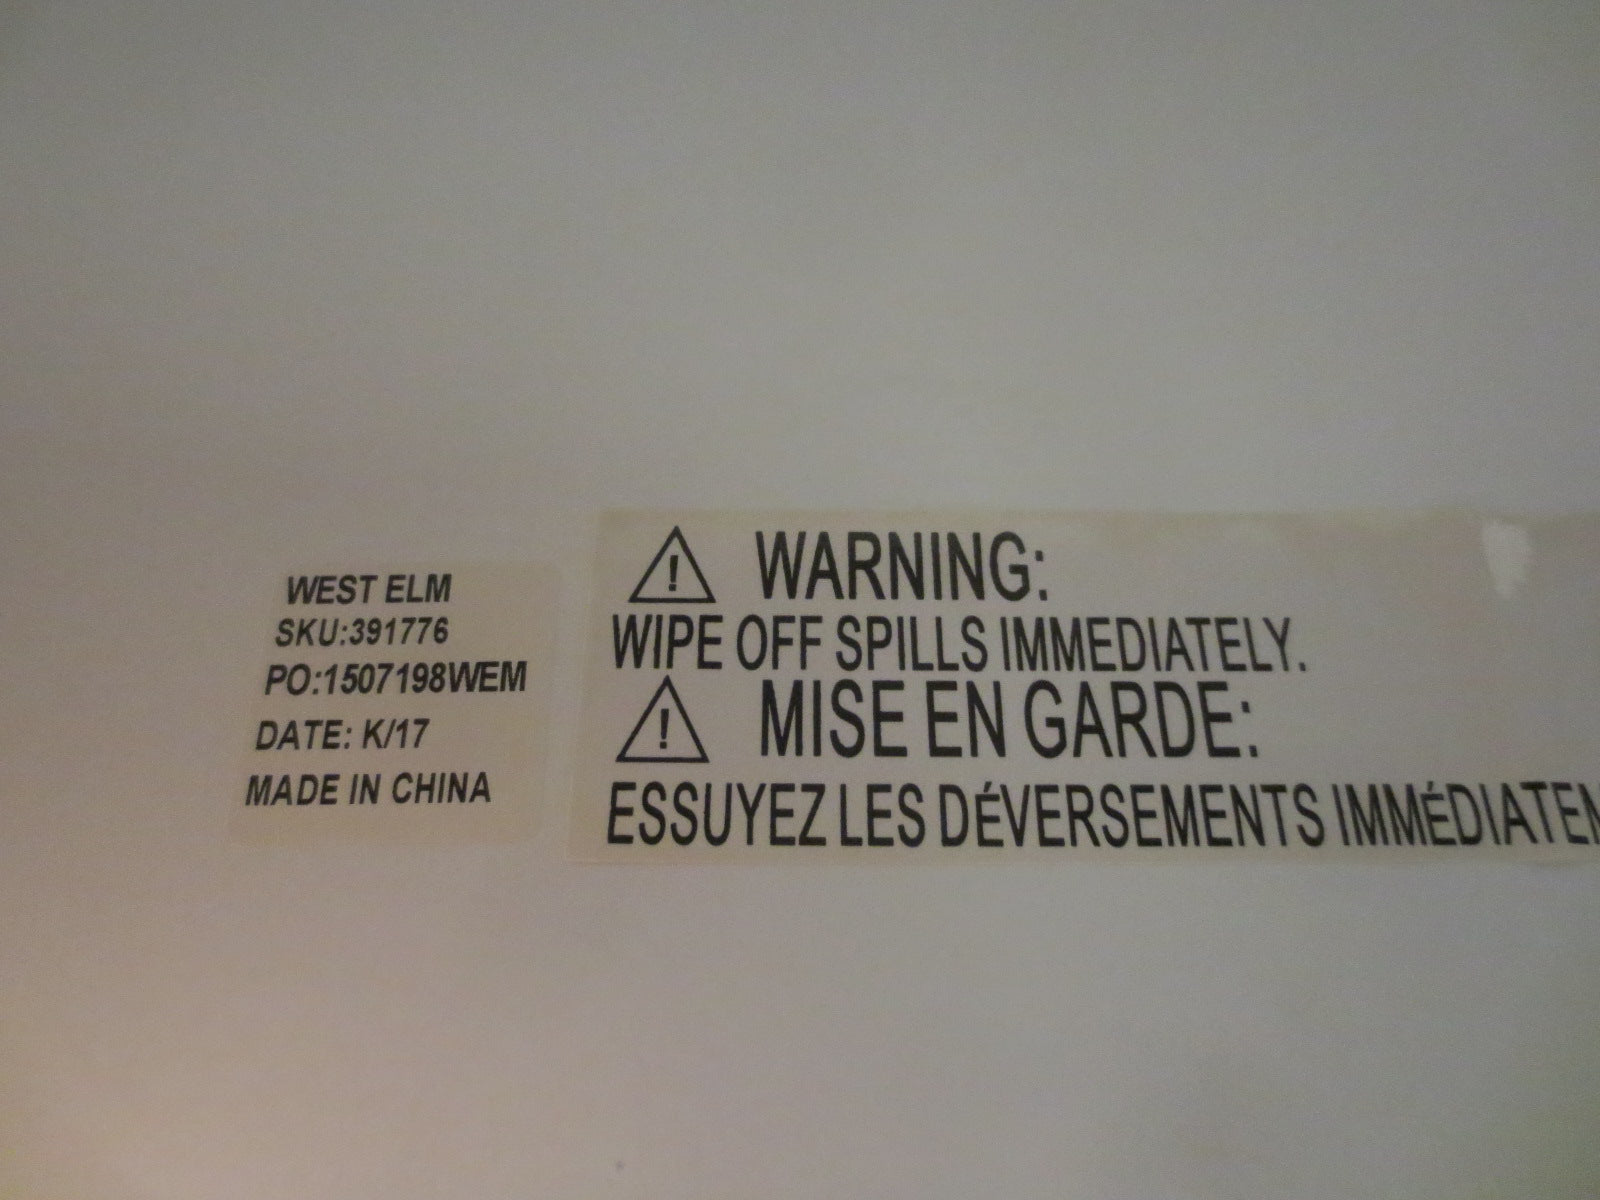 WEST ELM
SKU:391776
PO:1507198WEM
DATE: K/17
MADE IN CHINA
! WARNING:
WIPE OFF SPILLS IMMEDIATELY.
! MISE EN GARDE:
ESSUYEZ LES DÉVERSEMENTS